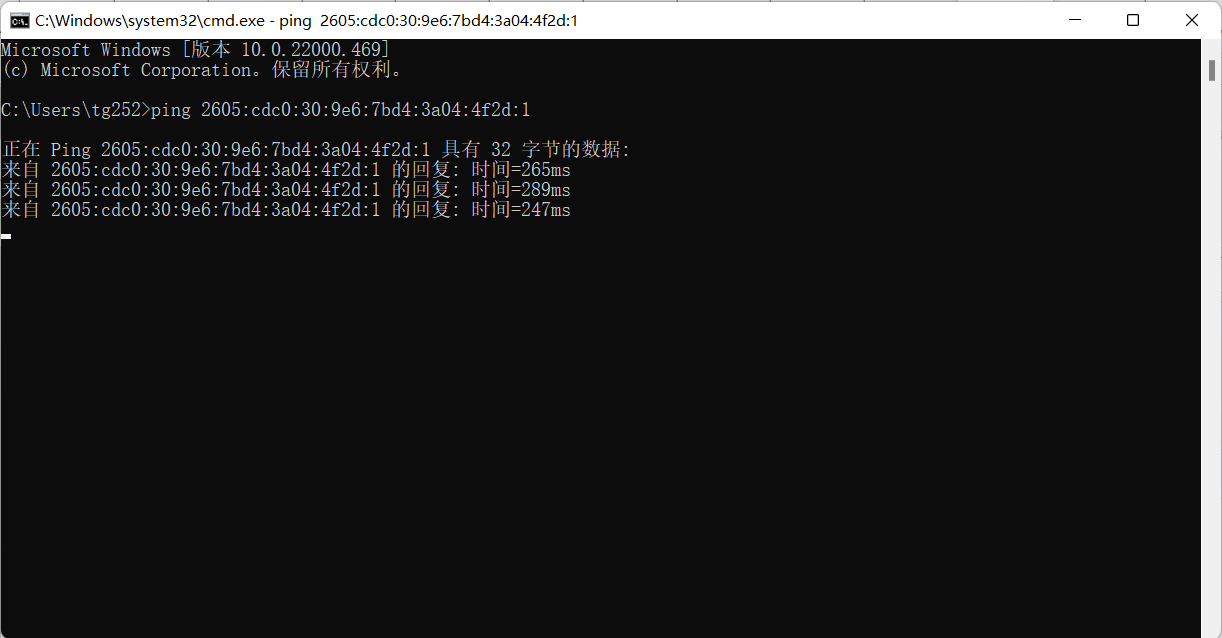 C:\Windows\system32\cmd.exe - ping  2605:cdc0:30:9e6:7bd4:3a04:4f2d:1
Microsoft Windows [版本 10.0.22000.469]
(c) Microsoft Corporation。保留所有权利。
C:\Users\tg252>ping 2605:cdc0:30:9e6:7bd4:3a04:4f2d:1
正在 Ping 2605:cdc0:30:9e6:7bd4:3a04:4f2d:1 具有 32 字节的数据:
来自 2605:cdc0:30:9e6:7bd4:3a04:4f2d:1 的回复: 时间=265ms
来自 2605:cdc0:30:9e6:7bd4:3a04:4f2d:1 的回复: 时间=289ms
来自 2605:cdc0:30:9e6:7bd4:3a04:4f2d:1 的回复: 时间=247ms